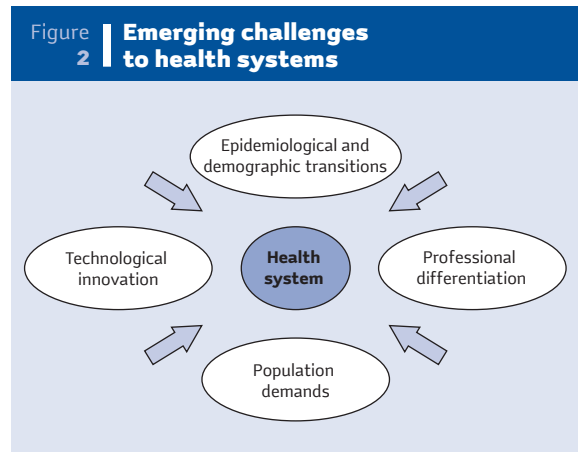 Figure
2
Emerging challenges
to health systems
Epidemiological and
demographic transitions
Technological
innovation
Health
system
Professional
differentiation
Population
demands